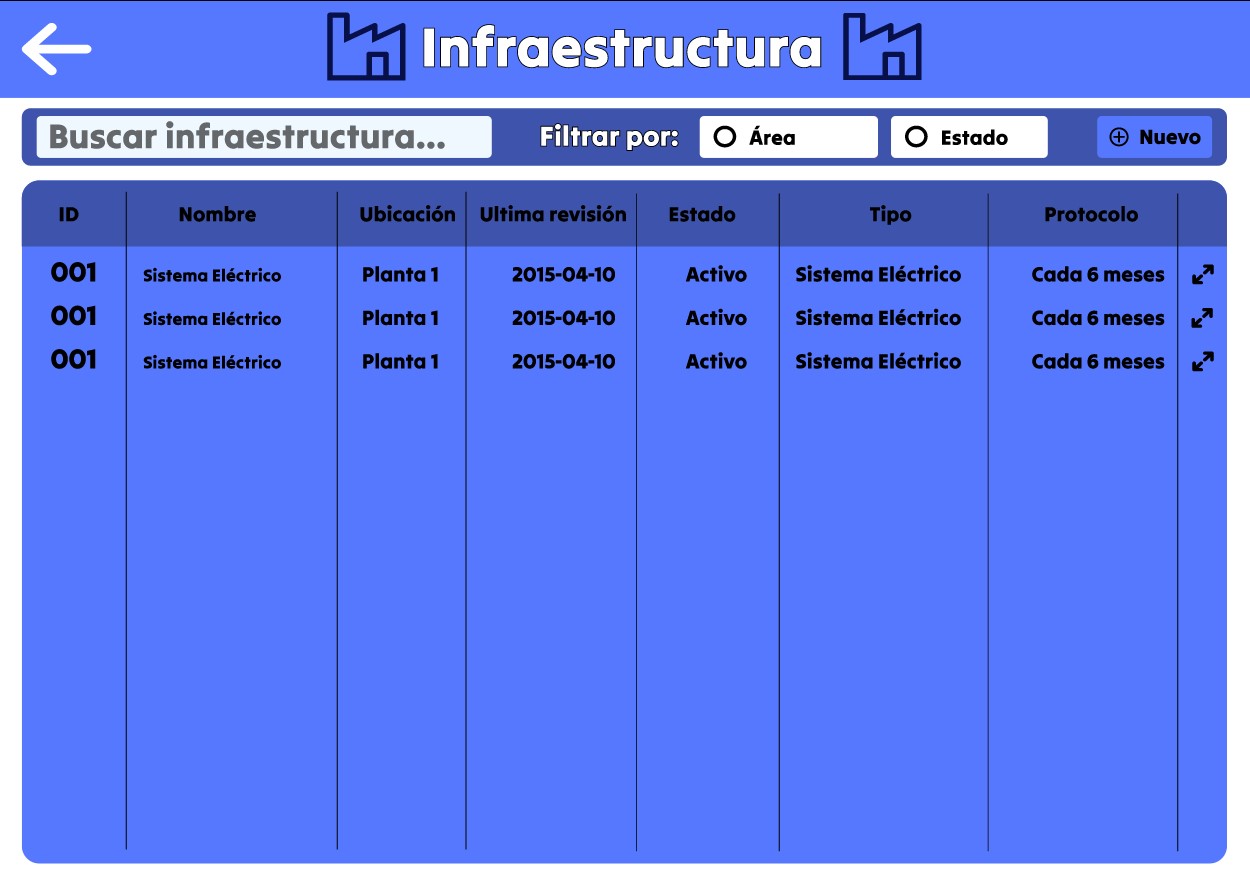 Infraestructura
Buscar infraestructura... Filtrar por: Área Estado Nuevo
ID Nombre Ubicación Ultima revisión Estado Tipo Protocolo
001 Sistema Eléctrico Planta 1 2015-04-10 Activo Sistema Eléctrico Cada 6 meses
001 Sistema Eléctrico Planta 1 2015-04-10 Activo Sistema Eléctrico Cada 6 meses
001 Sistema Eléctrico Planta 1 2015-04-10 Activo Sistema Eléctrico Cada 6 meses